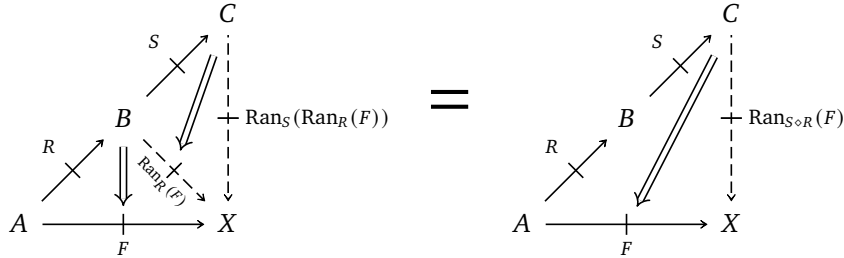 C
S
B
Ran_S(Ran_R(F))
R
Ran_R(F)
A
X
F
=
C
S
B
Ran_{S⋄R}(F)
R
A
X
F